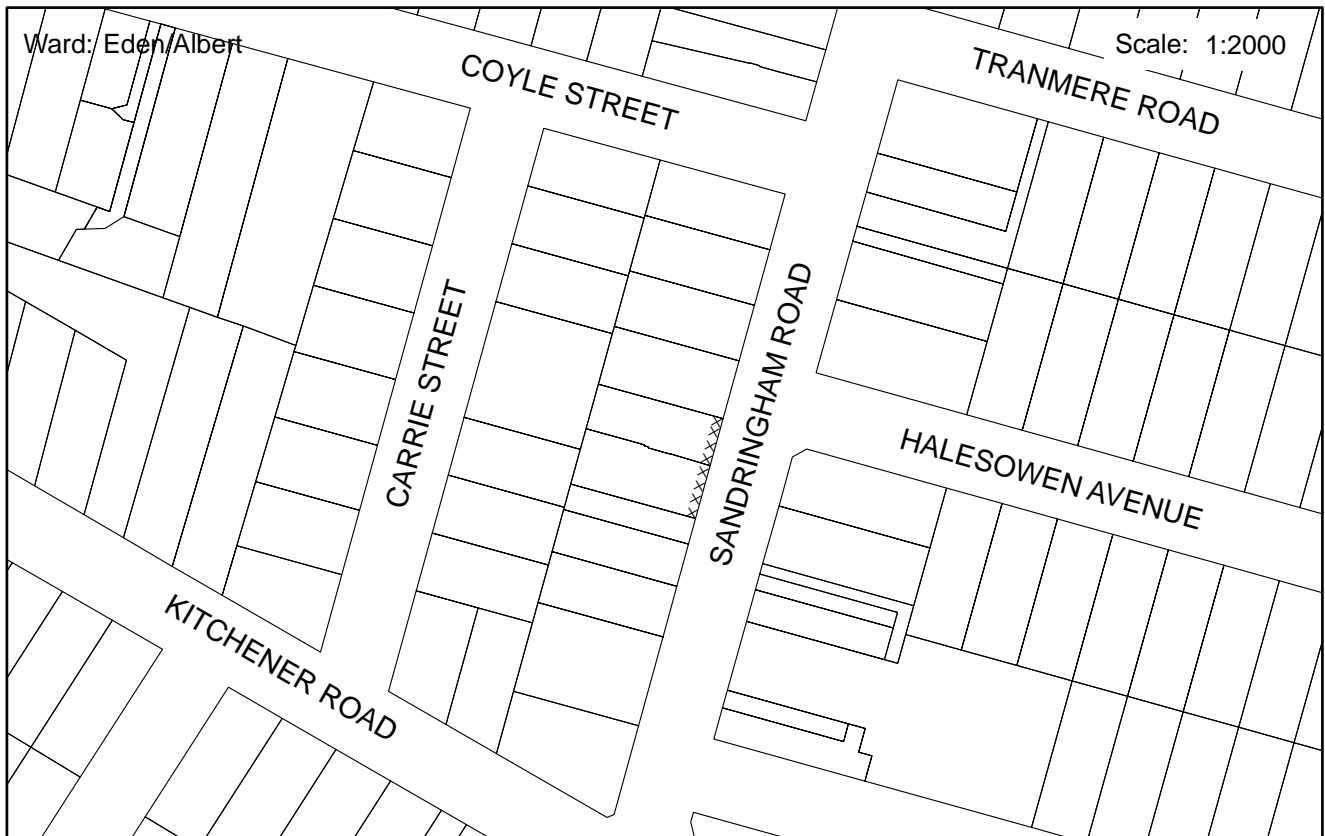 Ward: Eden/Albert
Scale: 1:2000
COYLE STREET
TRANMERE ROAD
CARRIE STREET
SANDRINGHAM ROAD
HALESOWEN AVENUE
KITCHENER ROAD